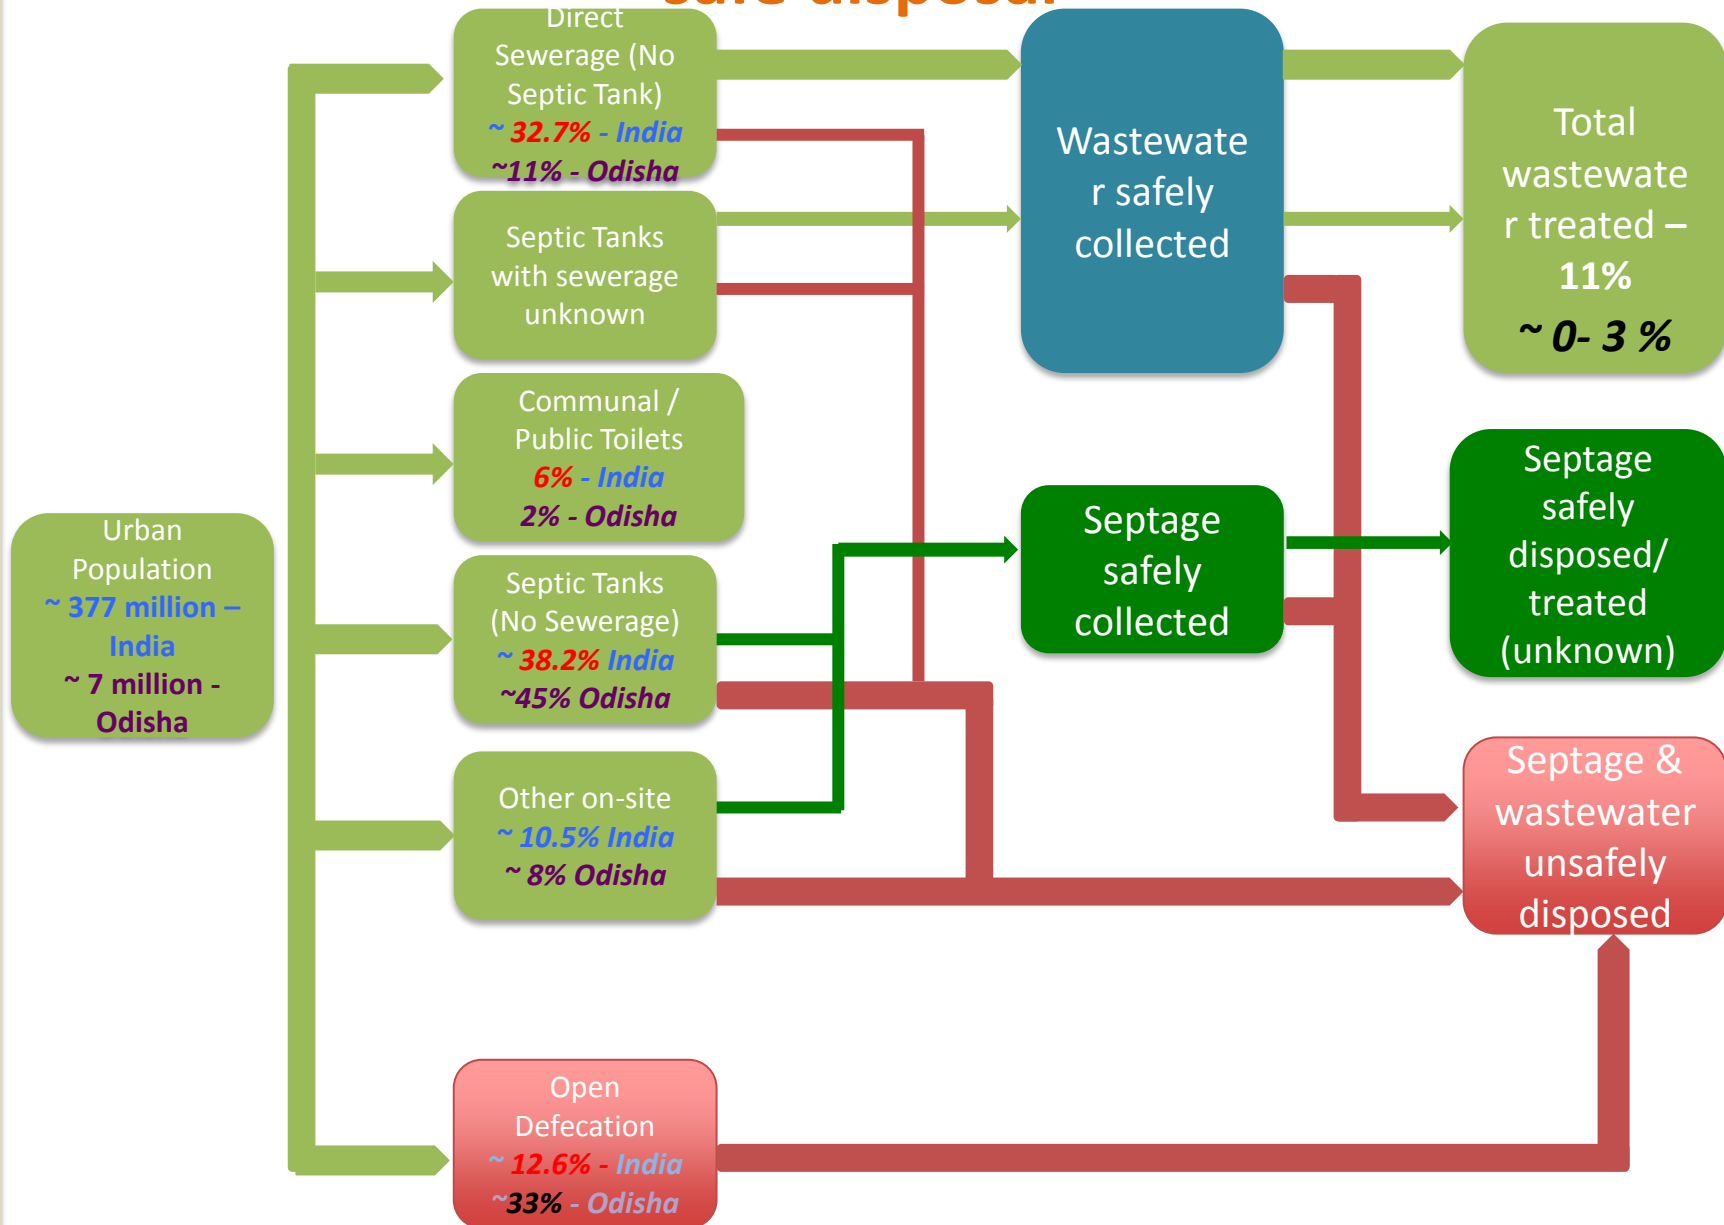 safe disposal
Direct
Sewerage (No
Septic Tank)
~ 32.7% - India
~11% - Odisha
Septic Tanks
with sewerage
unknown
Communal /
Public Toilets
6% - India
2% - Odisha
Urban
Population
~ 377 million –
India
~ 7 million -
Odisha
Septic Tanks
(No Sewerage)
~ 38.2% India
~45% Odisha
Other on-site
~ 10.5% India
~ 8% Odisha
Open
Defecation
~ 12.6% - India
~33% - Odisha
Wastewate
r safely
collected
Septage
safely
collected
Total
wastewate
r treated –
11%
~ 0- 3 %
Septage
safely
disposed/
treated
(unknown)
Septage &
wastewater
unsafely
disposed